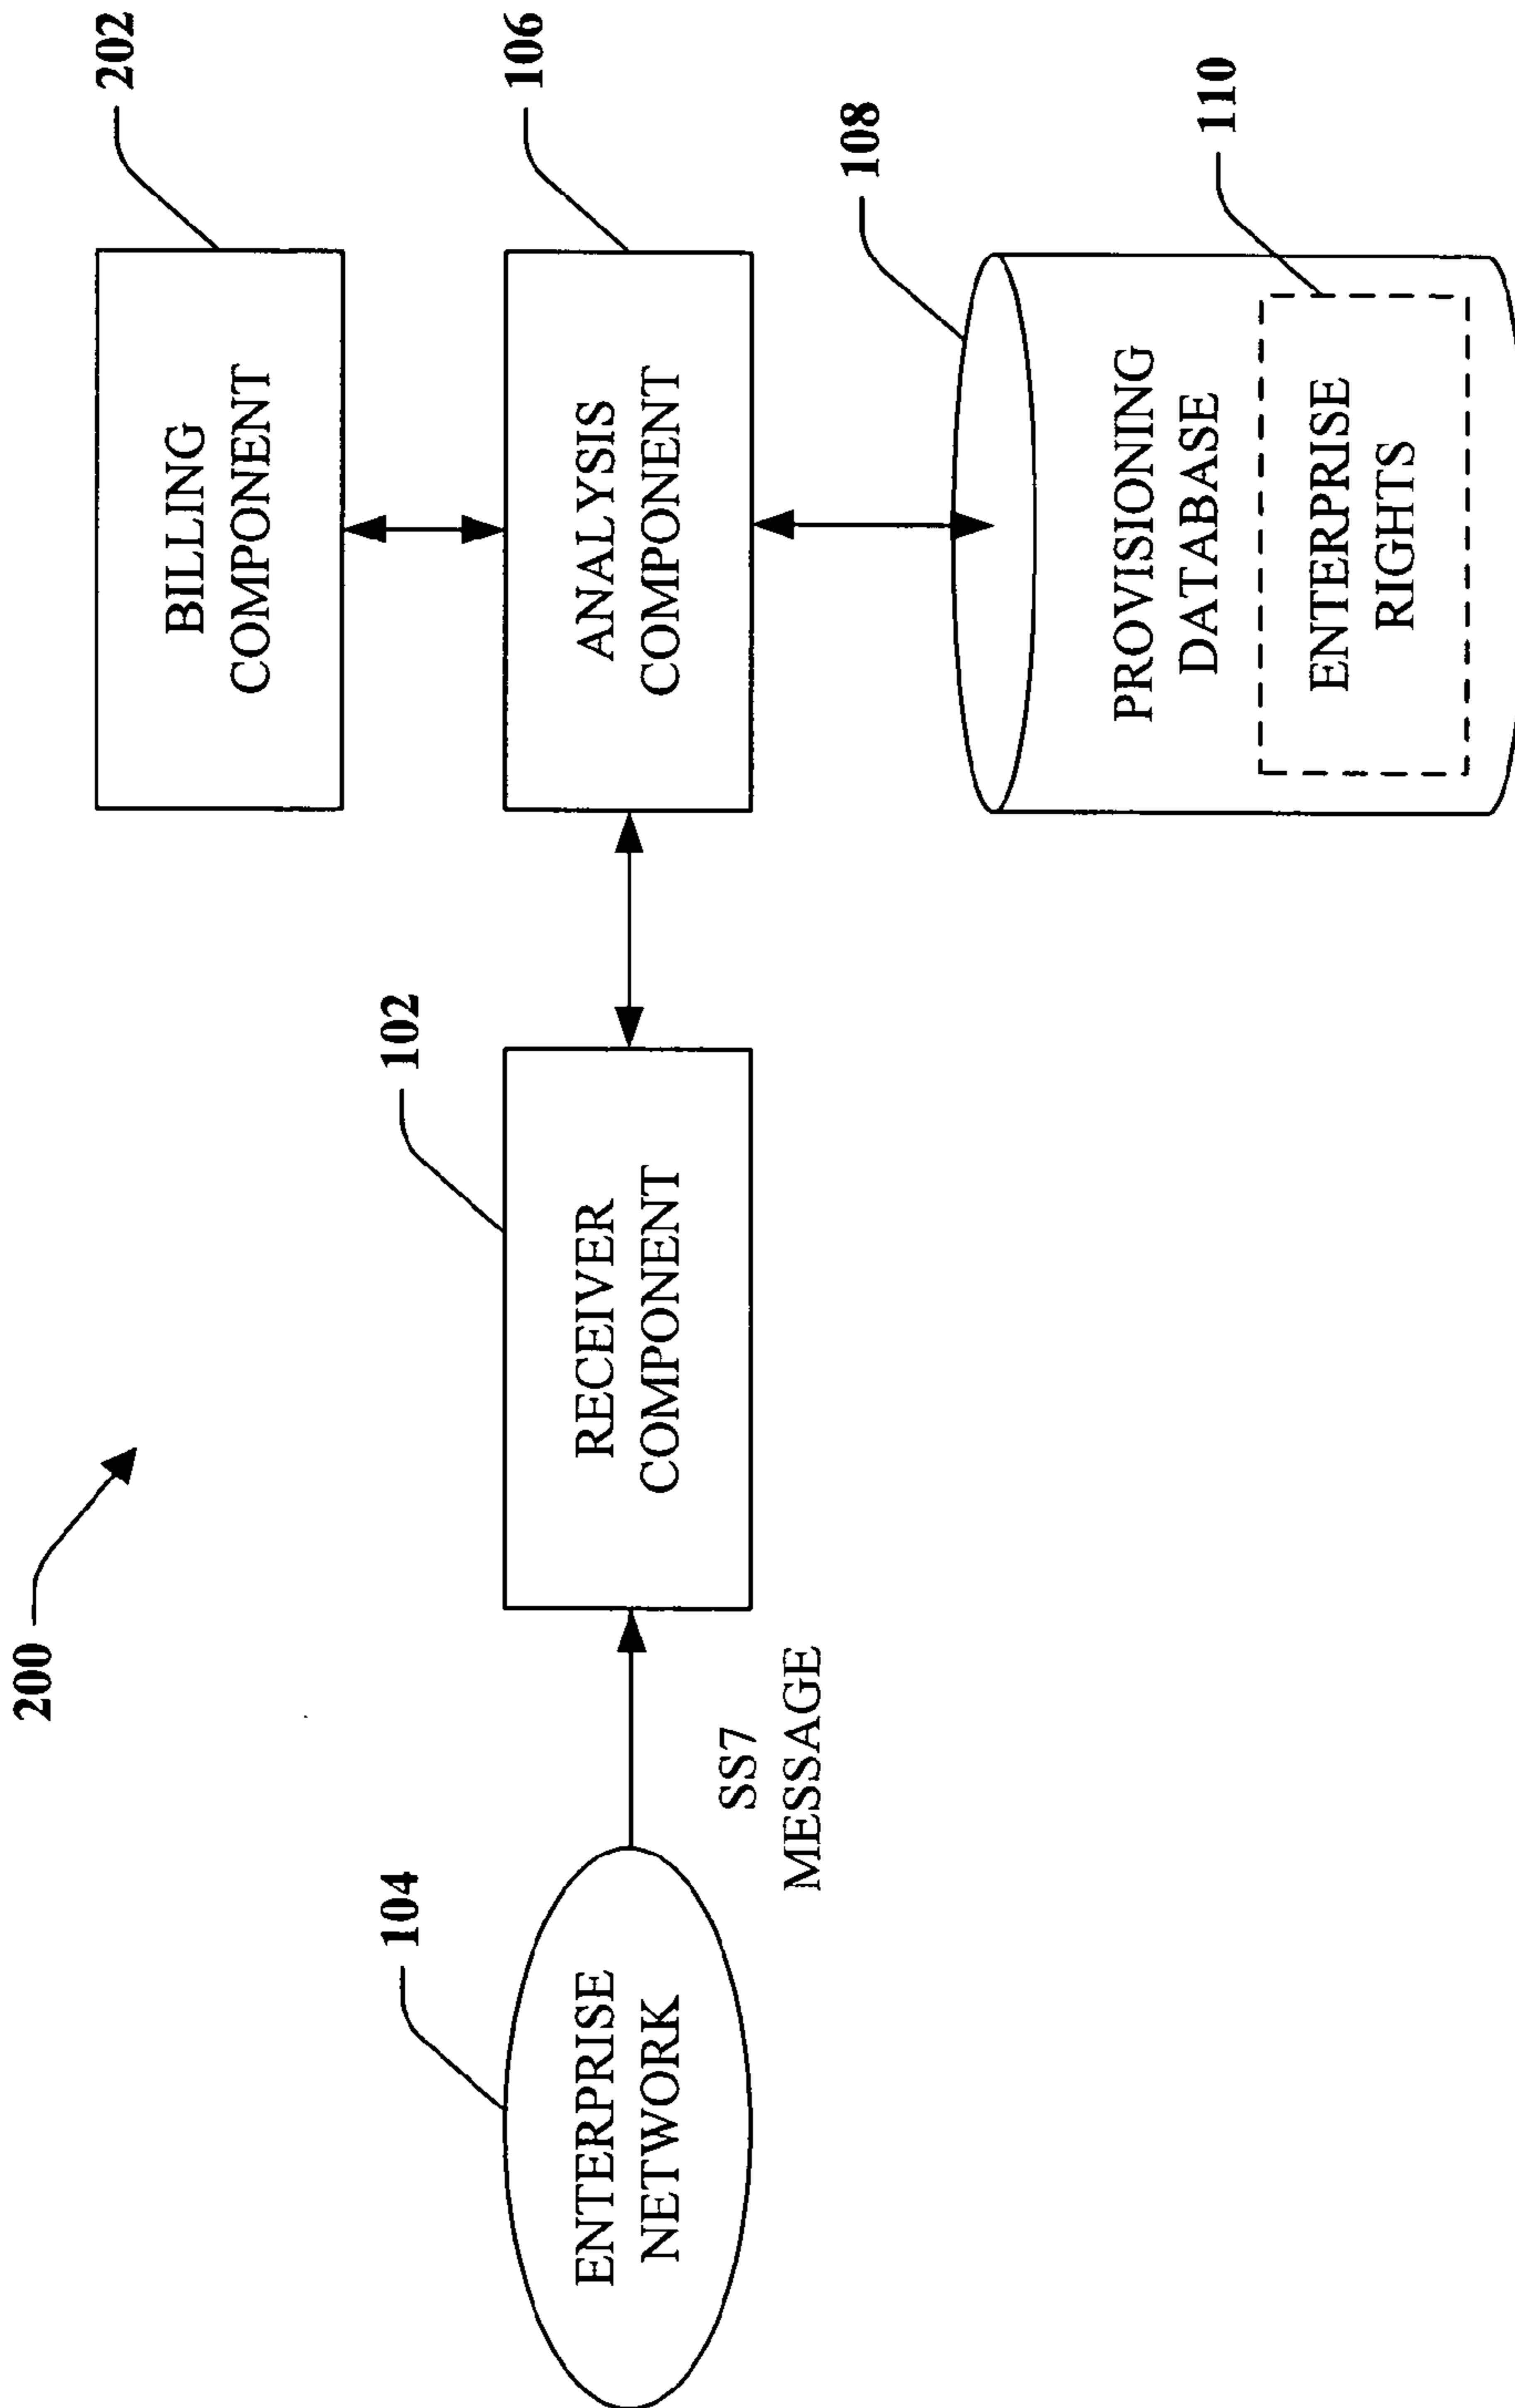 200
202
BILLING
COMPONENT
104
ENTERPRISE
NETWORK
SS7
MESSAGE
102
RECEIVER
COMPONENT
106
ANALYSIS
COMPONENT
108
PROVISIONING
DATABASE
110
ENTERPRISE
RIGHTS